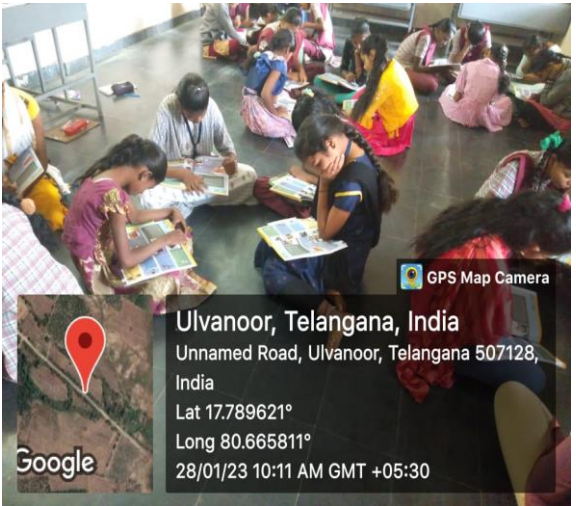 GPS Map Camera
Ulvanoor, Telangana, India
Unnamed Road, Ulvanoor, Telangana 507128,
India
Lat 17.789621°
Long 80.665811°
28/01/23 10:11 AM GMT +05:30
Google